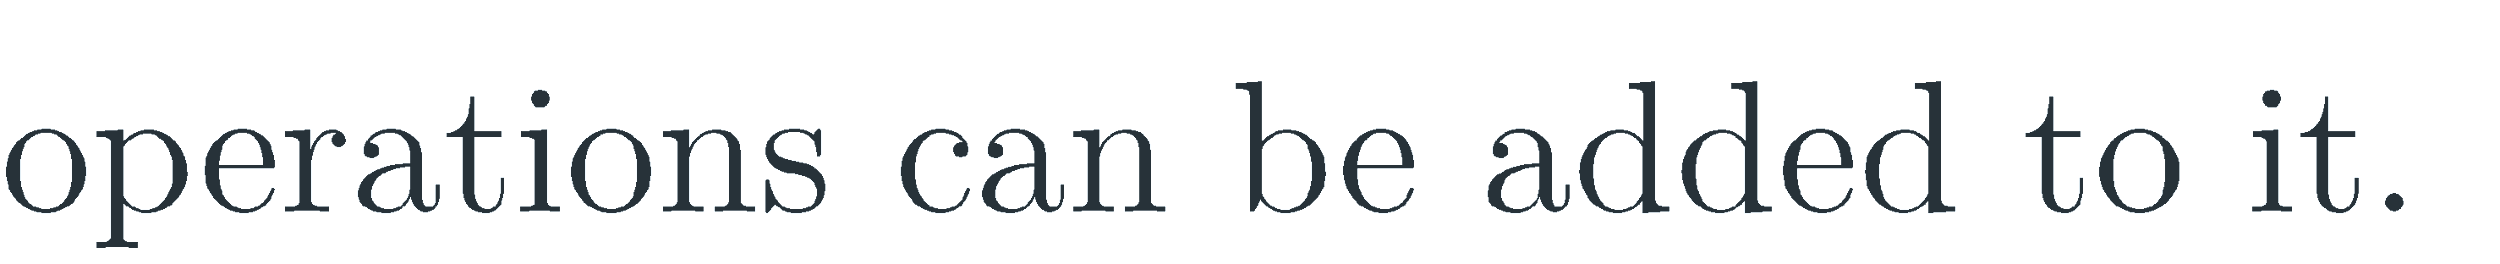 operations can be added to it.